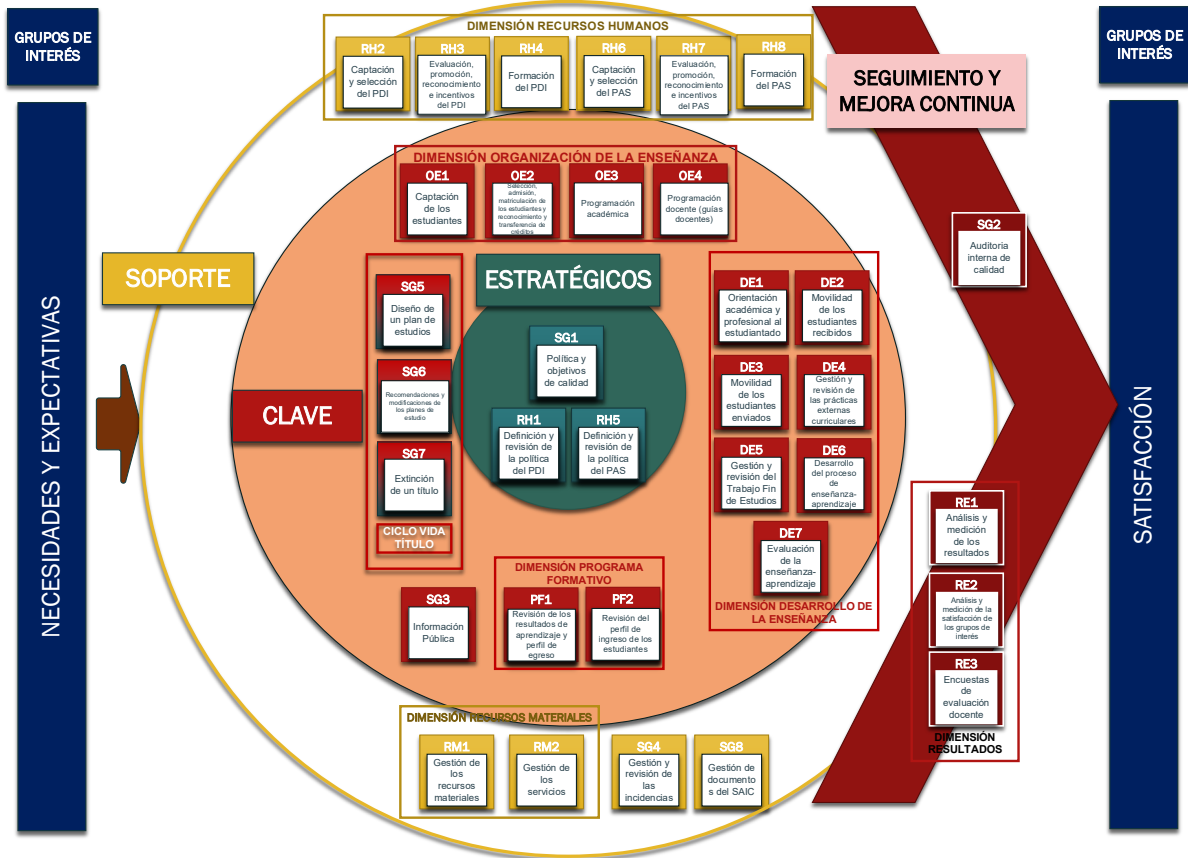 GRUPOS DE
INTERÉS
NECESIDADES Y EXPECTATIVAS
SOPORTE
DIMENSIÓN RECURSOS HUMANOS
RH2
Captación
y selección
del PDI
RH3
Evaluación,
promoción,
reconocimiento
e incentivos
del PDI
RH4
Formación
del PDI
RH6
Captación
y selección
del PAS
RH7
Evaluación,
promoción,
reconocimiento
e incentivos
del PAS
RH8
Formación
del PAS
DIMENSIÓN ORGANIZACIÓN DE LA ENSEÑANZA
OE1
Captación
de los
estudiantes
OE2
Selección,
admisión,
matriculación de
los estudiantes y
reconocimiento y
transferencia de
créditos
OE3
Programación
académica
OE4
Programación
docente (guías
docentes)
CLAVE
SG5
Diseño de
un plan de
estudios
SG6
Recomendaciones y
modificaciones de
los planes de
estudio
SG7
Extinción
de un título
CICLO VIDA
TÍTULO
ESTRATÉGICOS
SG1
Política y
objetivos
de calidad
RH1
Definición y
revisión de
la política
del PDI
RH5
Definición y
revisión de
la política
del PAS
DE1
Orientación
académica y
profesional al
estudiantado
DE2
Movilidad
de los
estudiantes
recibidos
DE3
Movilidad
de los
estudiantes
enviados
DE4
Gestión y
revisión de
las prácticas
externas
curriculares
DE5
Gestión y
revisión del
Trabajo Fin
de Estudios
DE6
Desarrollo
del proceso
de
enseñanza-
aprendizaje
DE7
Evaluación
de la
enseñanza-
aprendizaje
DIMENSIÓN DESARROLLO DE
LA ENSEÑANZA
SG3
Información
Pública
DIMENSIÓN PROGRAMA
FORMATIVO
PF1
Revisión de los
resultados de
aprendizaje y
perfil de
egreso
PF2
Revisión del
perfil de
ingreso de los
estudiantes
DIMENSIÓN RECURSOS MATERIALES
RM1
Gestión de
los
recursos
materiales
RM2
Gestión de
los
servicios
SG4
Gestión y
revisión de
las
incidencias
SG8
Gestión de
documento
s del SAIC
SEGUIMIENTO Y
MEJORA CONTINUA
SG2
Auditoria
interna de
calidad
RE1
Análisis y
medición
de los
resultados
RE2
Análisis y
medición de la
satisfacción de
los grupos de
interés
RE3
Encuestas
de
evaluación
docente
DIMENSIÓN
RESULTADOS
GRUPOS DE
INTERÉS
SATISFACCIÓN